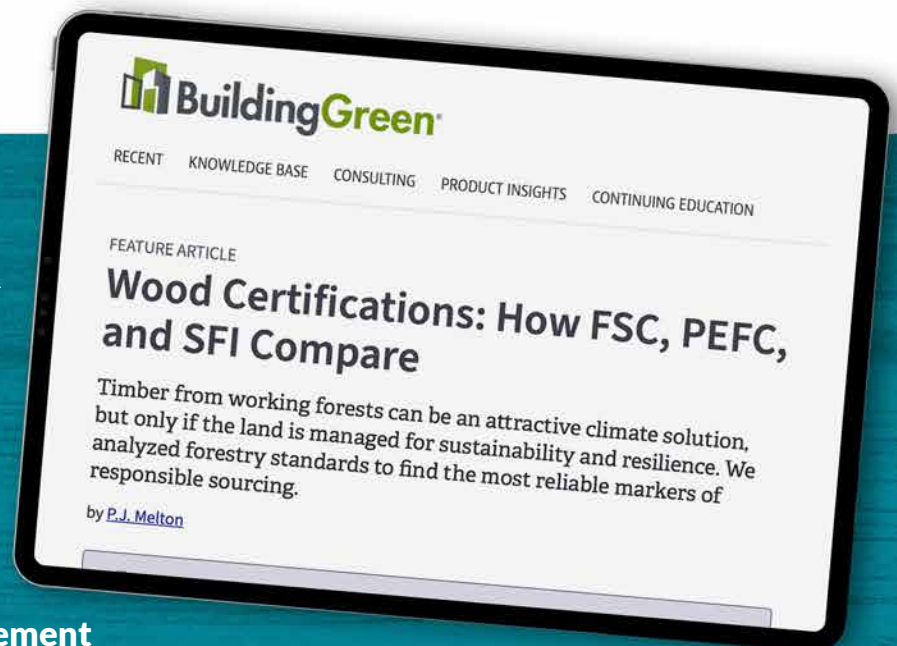 BuildingGreen
RECENT KNOWLEDGE BASE CONSULTING PRODUCT INSIGHTS CONTINUING EDUCATION
FEATURE ARTICLE
Wood Certifications: How FSC, PEFC,
and SFI Compare
Timber from working forests can be an attractive climate solution,
but only if the land is managed for sustainability and resilience. We
analyzed forestry standards to find the most reliable markers of
responsible sourcing.
by P.J. Melton
ement